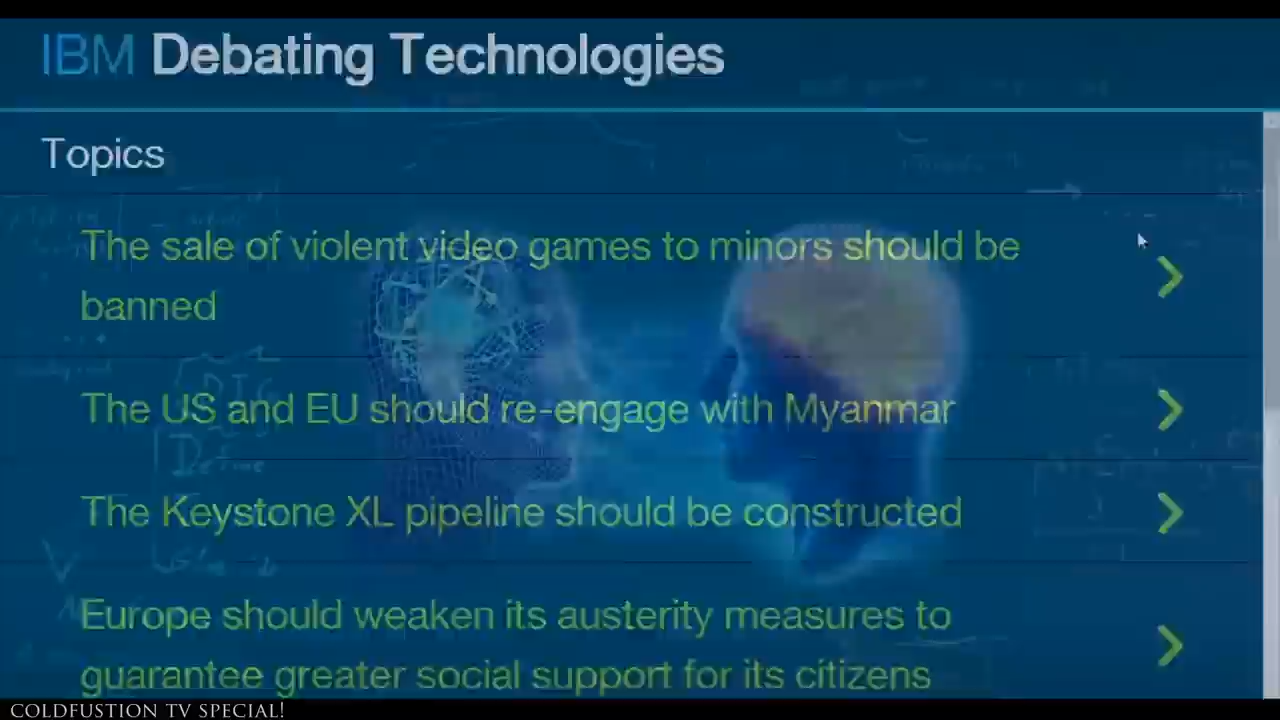 IBM Debating Technologies
Topics
The sale of violent video games to minors should be
banned
The US and EU should re-engage with Myanmar
The Keystone XL pipeline should be constructed
Europe should weaken its austerity measures to
guarantee greater social support for its citizens
COLDFUSTION TV SPECIAL!